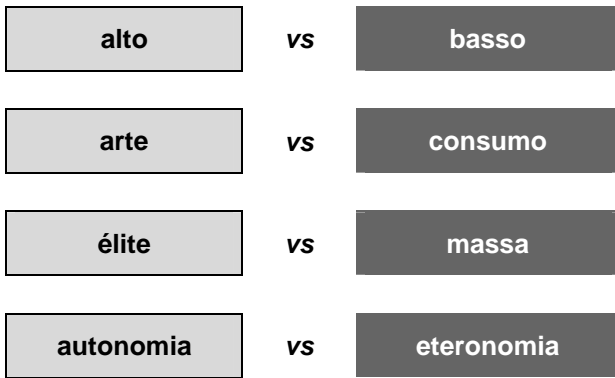 alto vs basso
arte vs consumo
élite vs massa
autonomia vs eteronomia